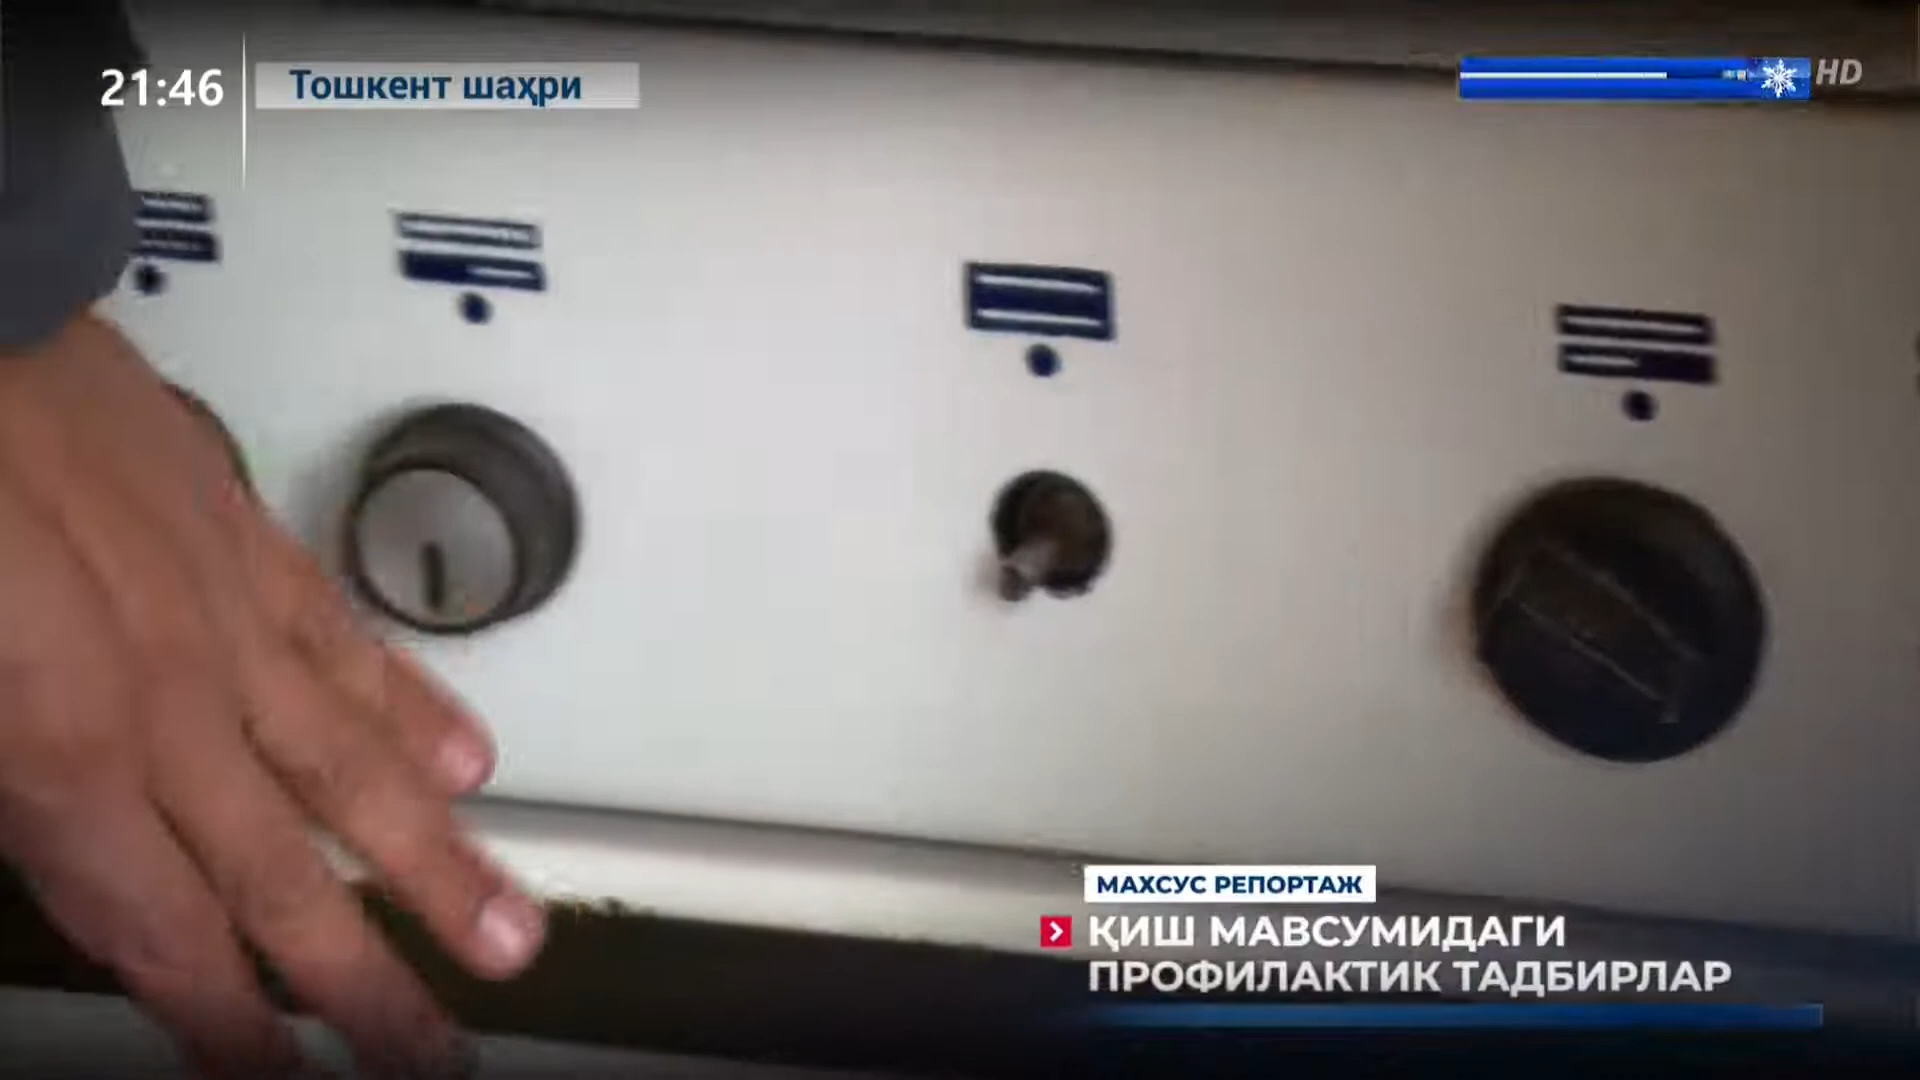 21:46
Тошкент шаҳри
HD
МАХСУС РЕПОРТАЖ
ҚИШ МАВСУМИДАГИ
ПРОФИЛАКТИК ТАДБИРЛАР